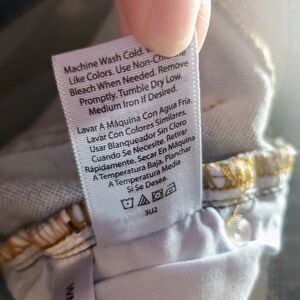 Machine Wash Cold.
Like Colors. Use Non-Chlorine
Bleach When Needed. Remove
Promptly. Tumble Dry Low.
Medium Iron if Desired.
Lavar A Máquina Con Agua Fria.
Lavar Con Colores Similares.
Usar Blanqueador Sin Cloro
Cuando Se Necesite. Retirar
Rápidamente. Secar En Máquina
A Temperatura Baja. Planchar
A Temperatura Media
Si Se Desea.
3U2